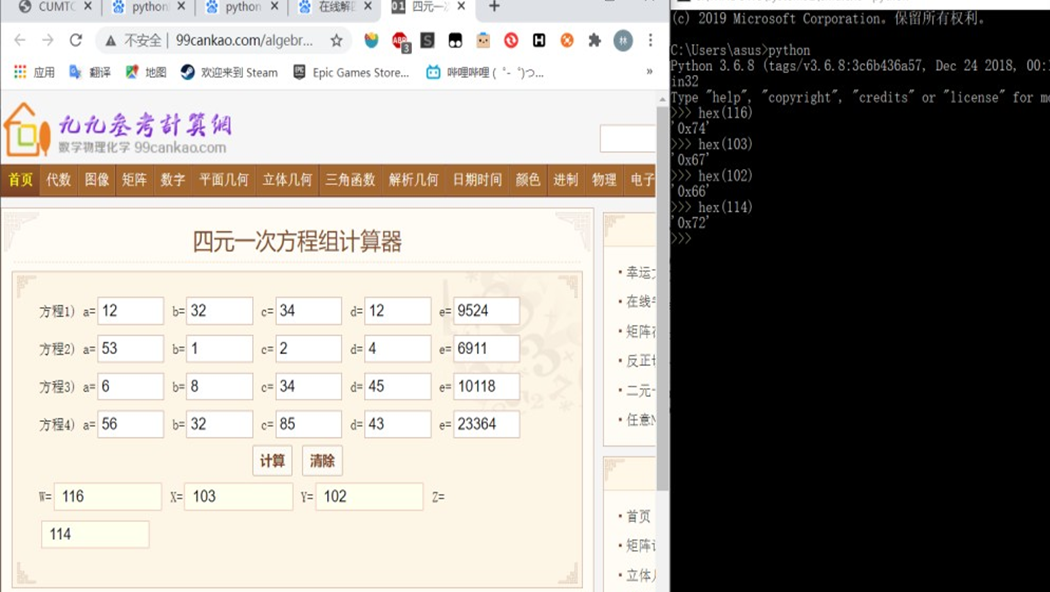 CUMTC python python 在线解 四元一
不安全 | 99cankao.com/algebr...
应用 翻译 地图 欢迎来到 Steam Epic Games Store... 哔哩哔哩 (゜-゜)つ... »
九九叁考計算網
数学物理化学 99cankao.com
首页 代数 图像 矩阵 数字 平面几何 立体几何 三角函数 解析几何 日期时间 颜色 进制 物理 电子
四元一次方程组计算器
方程1) a= 12 b= 32 c= 34 d= 12 e= 9524
方程2) a= 53 b= 1 c= 2 d= 4 e= 6911
方程3) a= 6 b= 8 c= 34 d= 45 e= 10118
方程4) a= 56 b= 32 c= 85 d= 43 e= 23364
计算 清除
W= 116 X= 103 Y= 102 Z=
114
幸运
在线
矩阵
反正
二元一
任意
首页
矩阵
立体
(c) 2019 Microsoft Corporation。保留所有权利。
C:\Users\asus>python
Python 3.6.8 (tags/v3.6.8:3c6b436a57, Dec 24 2018, 00:
in32
Type "help", "copyright", "credits" or "license" for mo
>>> hex(116)
'0x74'
>>> hex(103)
'0x67'
>>> hex(102)
'0x66'
>>> hex(114)
'0x72'
>>>